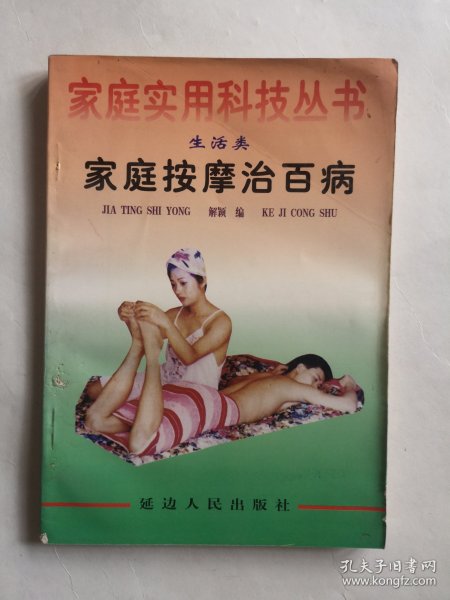 家庭实用科技丛书
生活类
家庭按摩治百病
JIA TING SHI YONG 解颖 编 KE JI CONG SHU
延边人民出版社
孔夫子旧书网
www.kongfz.com